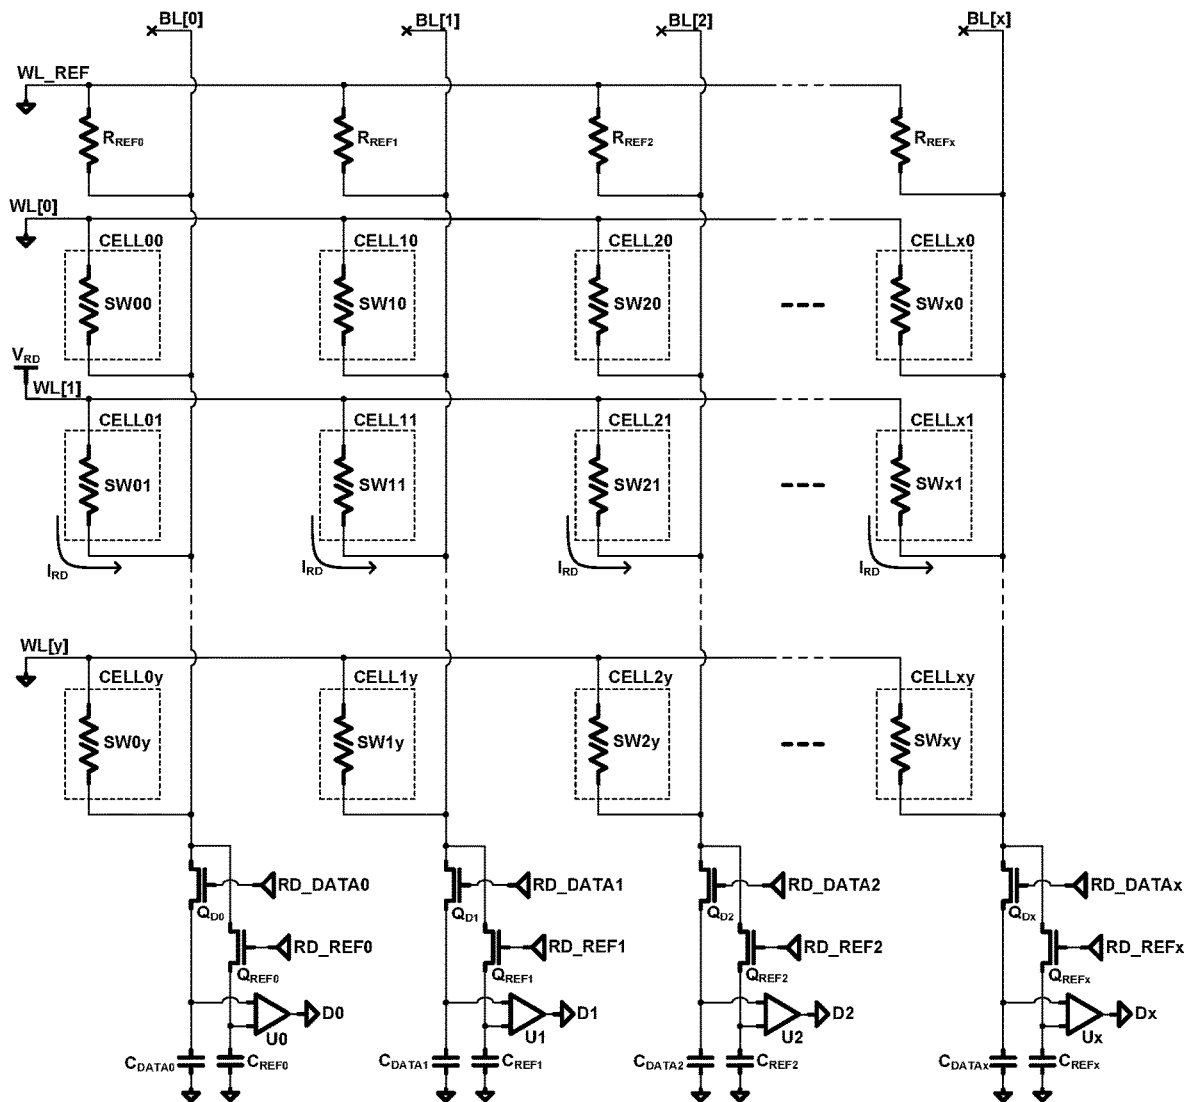 BL[0] BL[1] BL[2] BL[x]
WL_REF
RREF0 RREF1 RREF2 RREFx
WL[0]
CELL00 CELL10 CELL20 CELLx0
SW00 SW10 SW20 SWx0
VRD
WL[1]
CELL01 CELL11 CELL21 CELLx1
SW01 SW11 SW21 SWx1
IRD IRD IRD IRD
WL[y]
CELL0y CELL1y CELL2y CELLxy
SW0y SW1y SW2y SWxy
RD_DATA0 RD_DATA1 RD_DATA2 RD_DATAx
QD0 QD1 QD2 QDx
RD_REF0 RD_REF1 RD_REF2 RD_REFx
QREF0 QREF1 QREF2 QREFx
D0 D1 D2 Dx
U0 U1 U2 Ux
CDATA0 CREF0 CDATA1 CREF1 CDATA2 CREF2 CDATAx CREFx